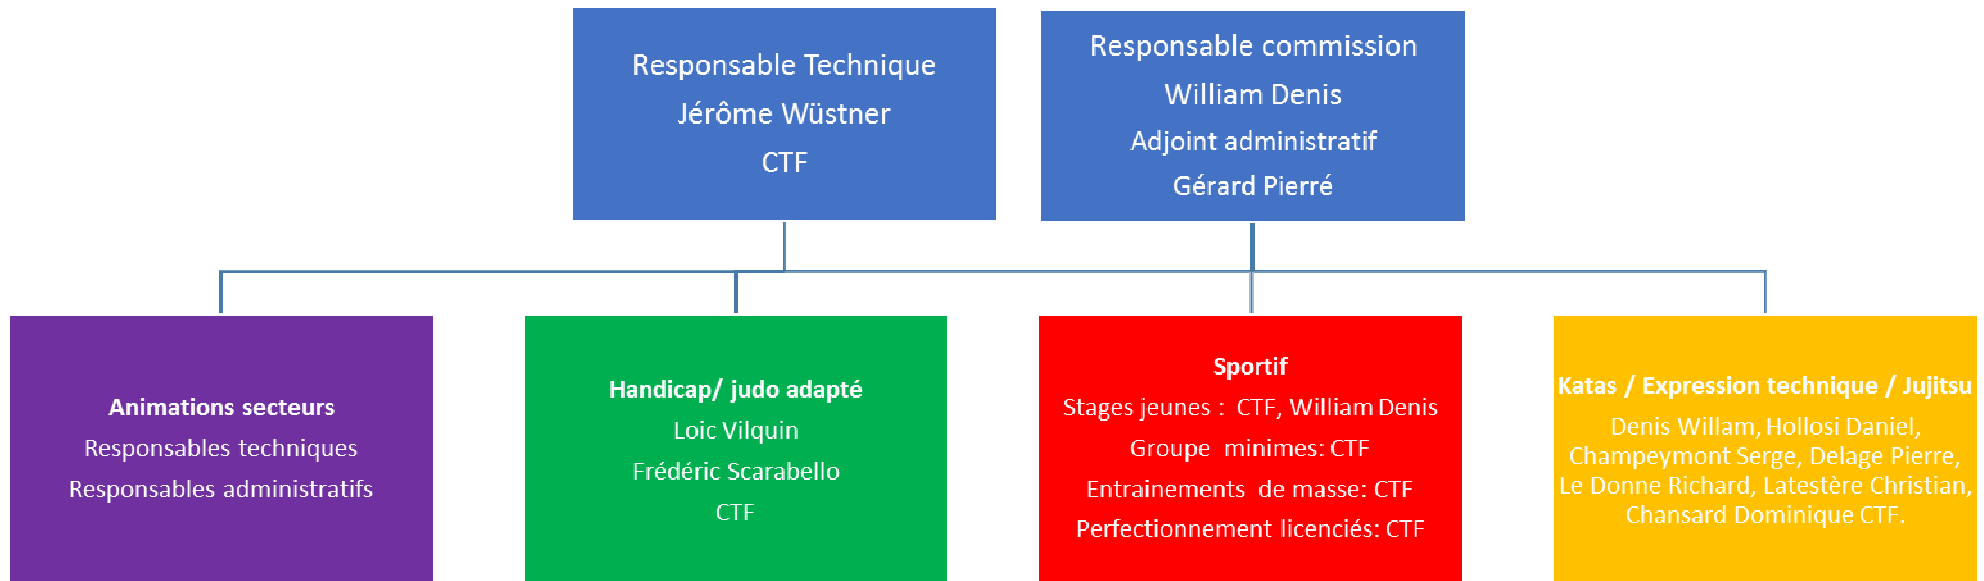 Responsable Technique
Jérôme Wüstner
CTF
Responsable commission
William Denis
Adjoint administratif
Gérard Pierré
Animations secteurs
Responsables techniques
Responsables administratifs
Handicap/ judo adapté
Loic Vilquin
Frédéric Scarabello
CTF
Sportif
Stages jeunes : CTF, William Denis
Groupe minimes: CTF
Entrainements de masse: CTF
Perfectionnement licenciés: CTF
Katas / Expression technique / Jujitsu
Denis Willam, Hollosi Daniel,
Champeymont Serge, Delage Pierre,
Le Donne Richard, Latestère Christian,
Chansard Dominique CTF.